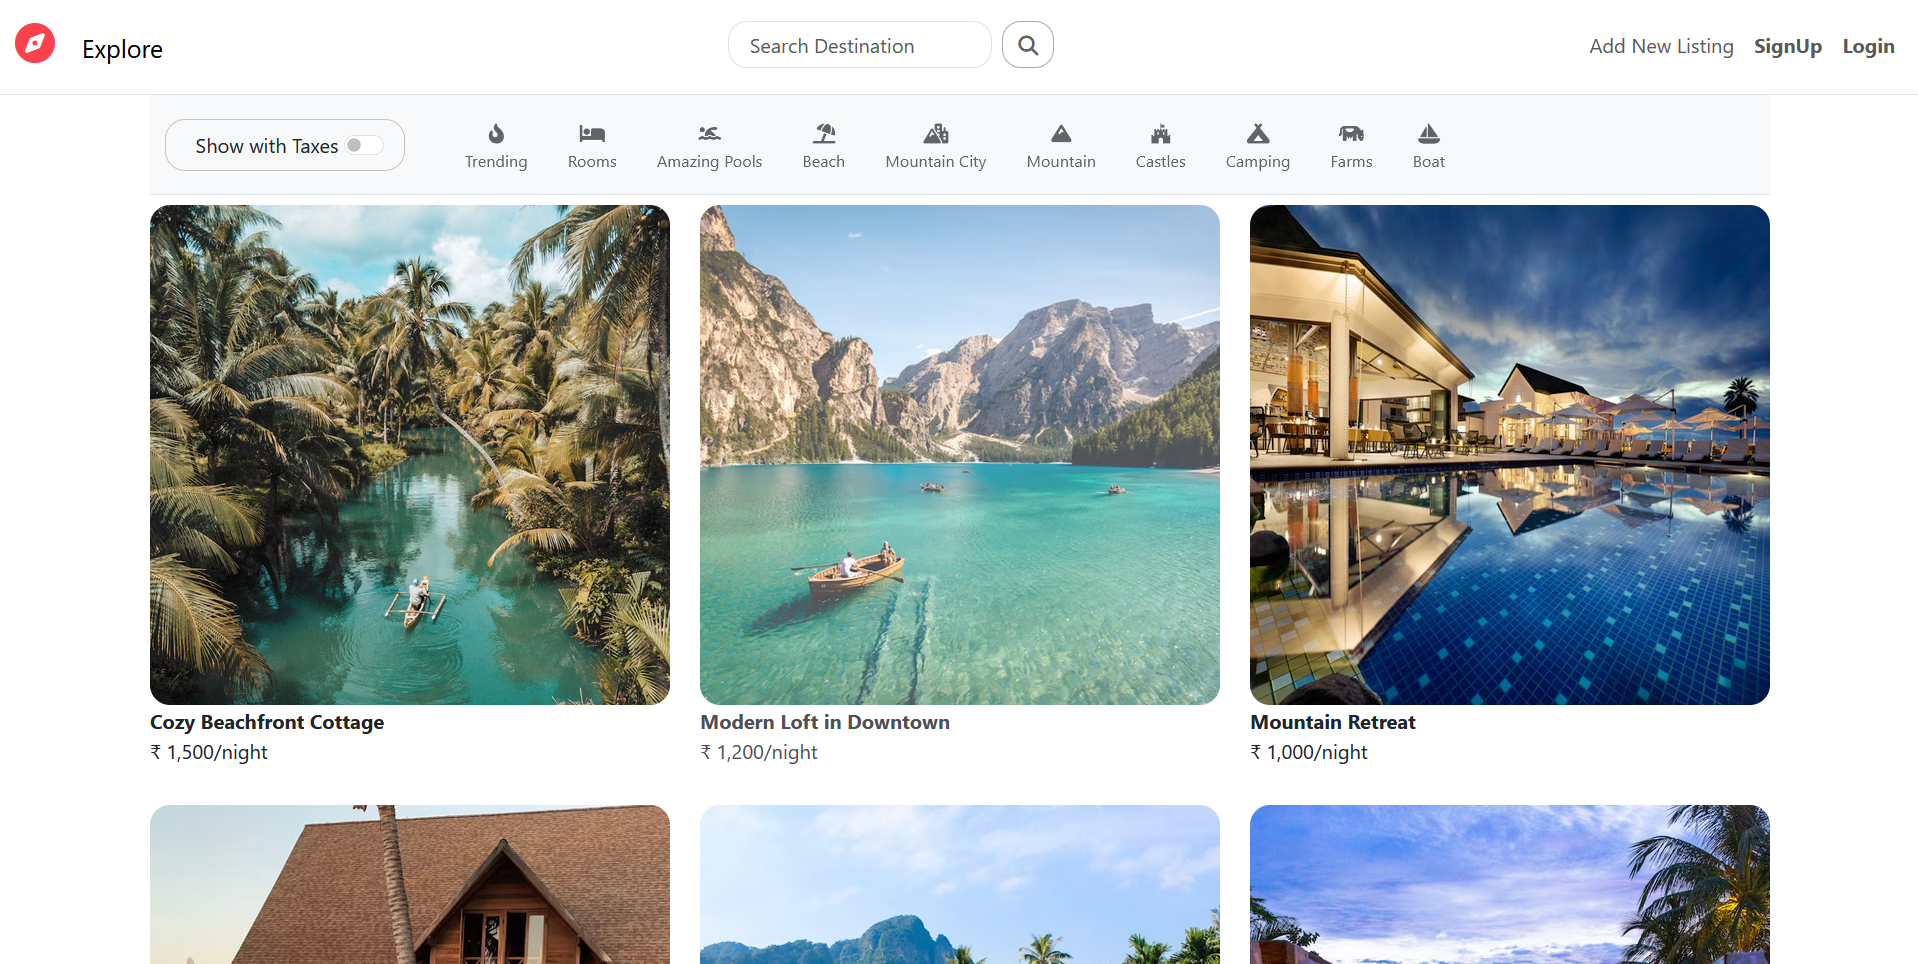 Explore
Search Destination
Add New Listing SignUp Login
Show with Taxes
Trending
Rooms
Amazing Pools
Beach
Mountain City
Mountain
Castles
Camping
Farms
Boat
Cozy Beachfront Cottage
₹ 1,500/night
Modern Loft in Downtown
₹ 1,200/night
Mountain Retreat
₹ 1,000/night